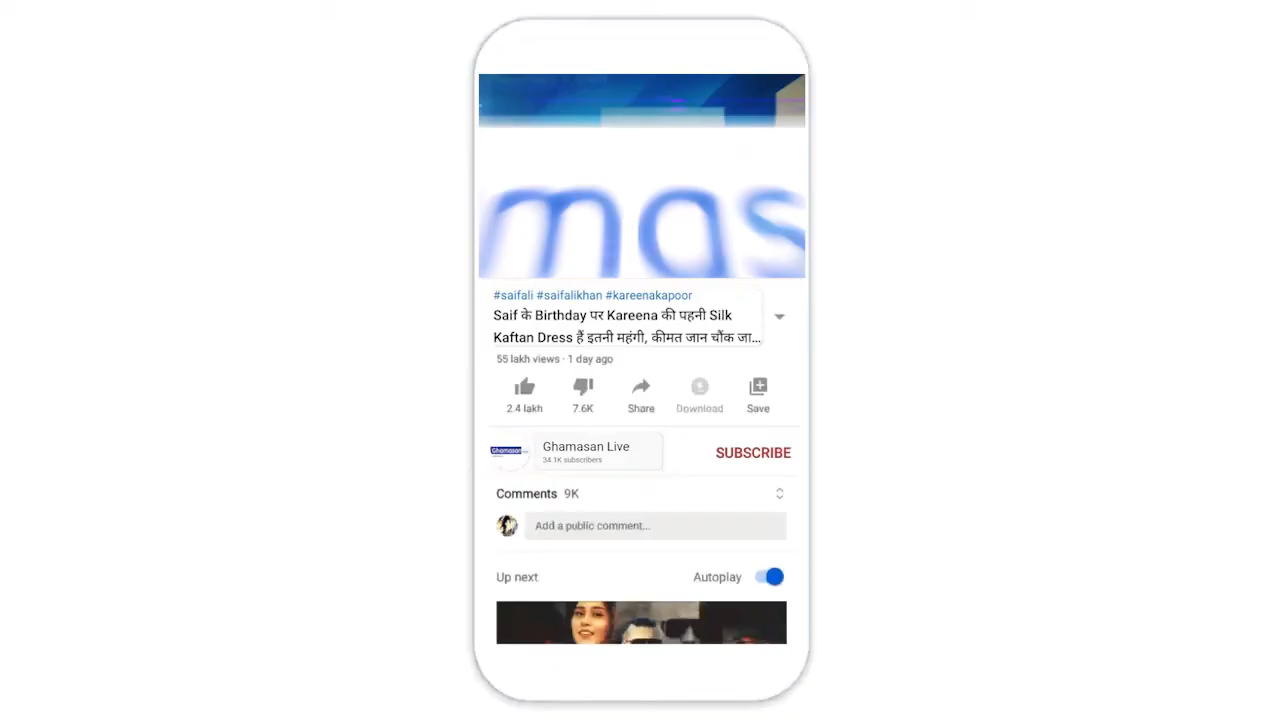 mas
#saifali #saifalikhan #kareenakapoor
Saif के Birthday पर Kareena की पहनी Silk
Kaftan Dress हैं इतनी महंगी, कीमत जान चौंक जा...
55 lakh views · 1 day ago
2.4 lakh 7.6K Share Download Save
Ghamasan
Ghamasan Live
34.1K subscribers
SUBSCRIBE
Comments 9K
Add a public comment...
Up next Autoplay